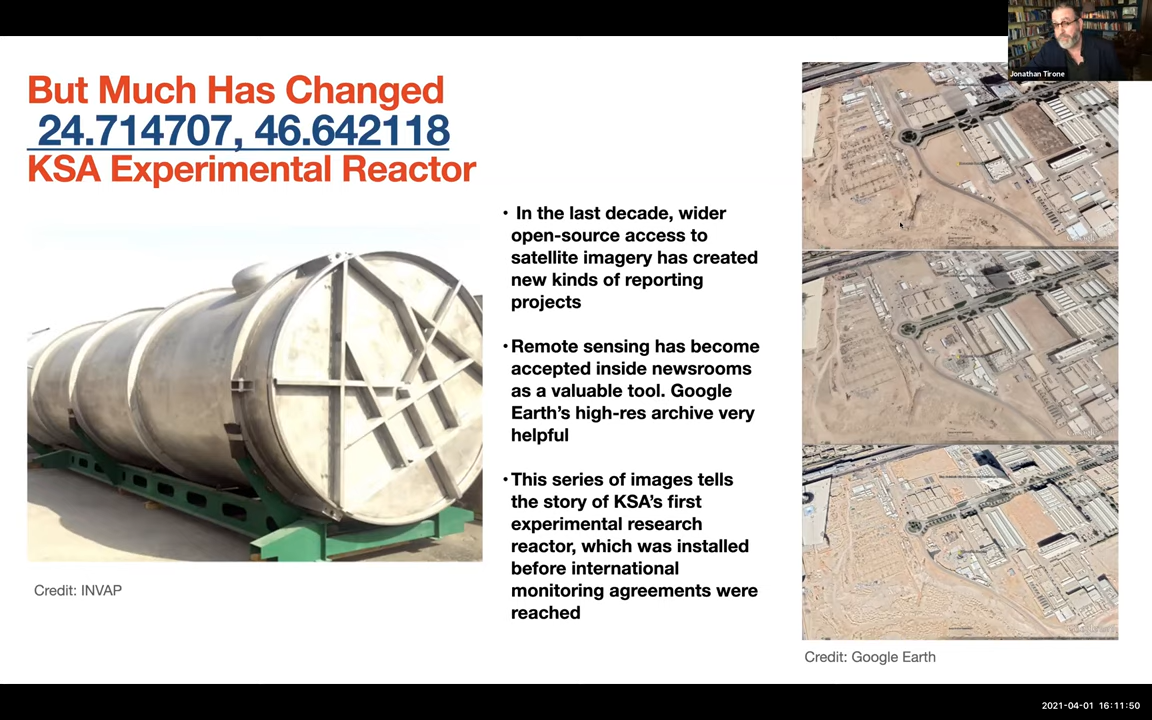 Jonathan Tirone
But Much Has Changed
24.714707, 46.642118
KSA Experimental Reactor
• In the last decade, wider
open-source access to
satellite imagery has created
new kinds of reporting
projects
• Remote sensing has become
accepted inside newsrooms
as a valuable tool. Google
Earth’s high-res archive very
helpful
• This series of images tells
the story of KSA’s first
experimental research
reactor, which was installed
before international
monitoring agreements were
reached
Credit: INVAP
Credit: Google Earth
2021-04-01 16:11:50